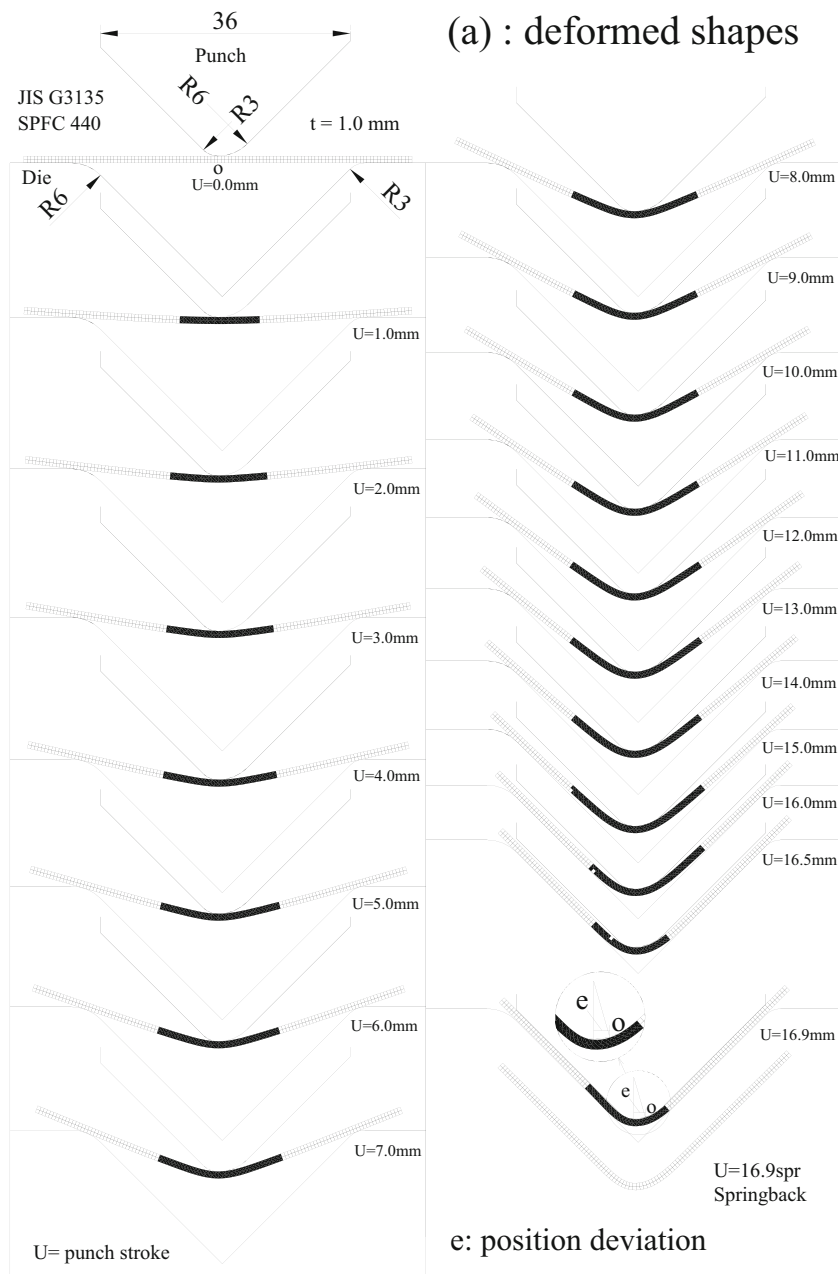 (a) : deformed shapes
36
Punch
R6
R3
JIS G3135
SPFC 440
t = 1.0 mm
o
U=0.0mm
Die
R6
R3
U=1.0mm
U=2.0mm
U=3.0mm
U=4.0mm
U=5.0mm
U=6.0mm
U=7.0mm
U= punch stroke
U=8.0mm
U=9.0mm
U=10.0mm
U=11.0mm
U=12.0mm
U=13.0mm
U=14.0mm
U=15.0mm
U=16.0mm
U=16.5mm
e
o
U=16.9mm
e
o
U=16.9spr
Springback
e: position deviation